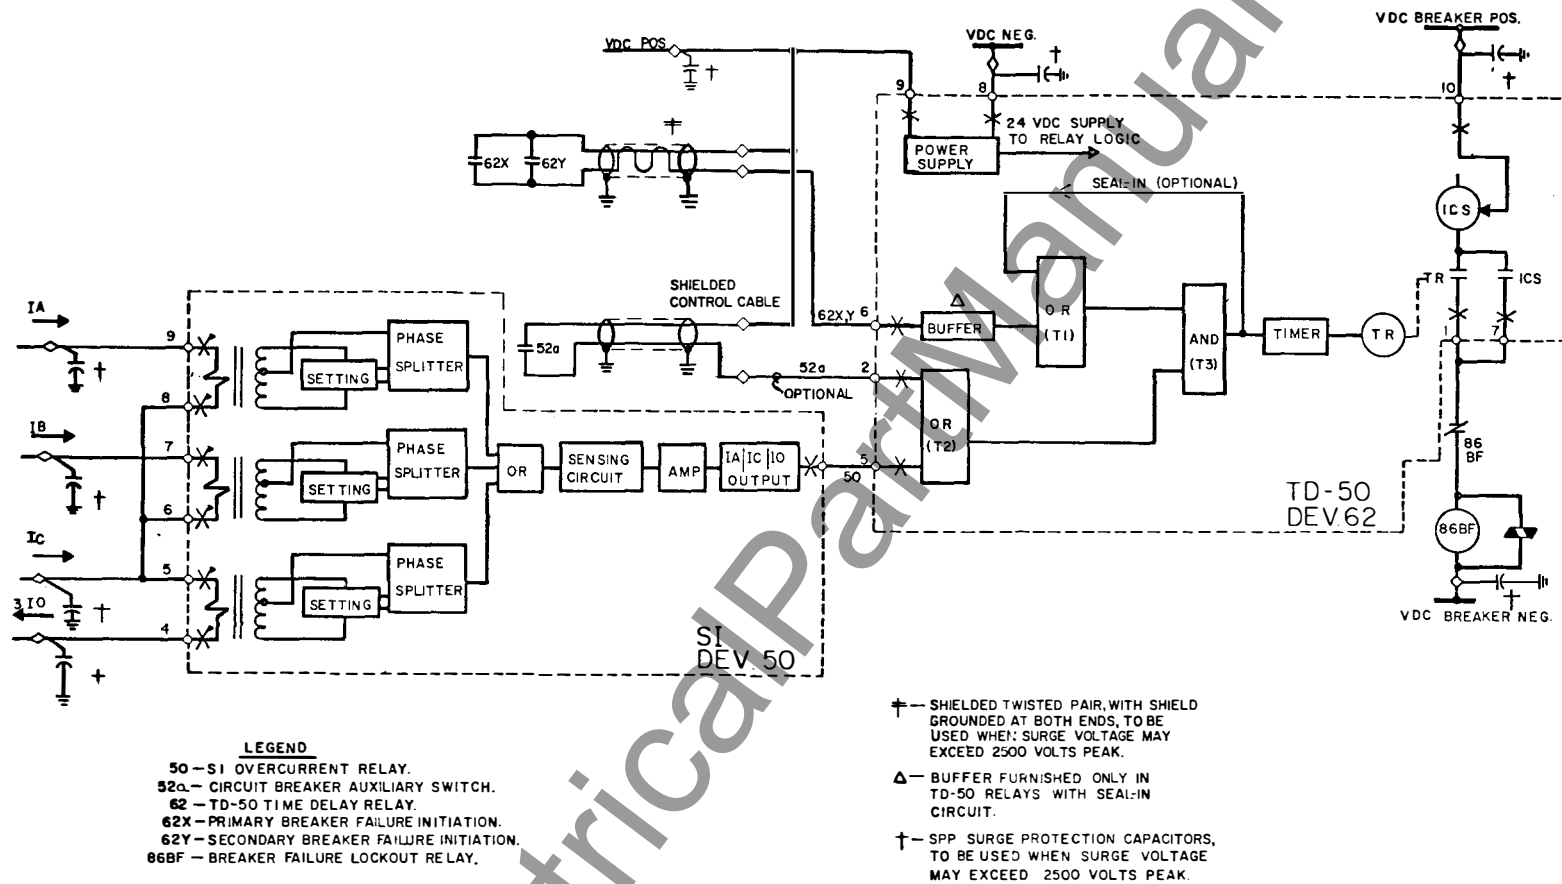 VDC BREAKER POS.
VDC POS
†
VDC NEG.
†
†
9
8
10
24 VDC SUPPLY
TO RELAY LOGIC
POWER
SUPPLY
62X
62Y
SEAL-IN (OPTIONAL)
ICS
SHIELDED
CONTROL CABLE
TR
ICS
IA
IB
IC
3IO
†
†
†
†
9
8
7
6
5
4
PHASE
SPLITTER
SETTING
PHASE
SPLITTER
SETTING
PHASE
SPLITTER
SETTING
OR
SENSING
CIRCUIT
AMP
IA IC IO
OUTPUT
52a
52a
OPTIONAL
62X,Y
6
2
5
50
Δ
BUFFER
OR
(T1)
OR
(T2)
AND
(T3)
TIMER
TR
1
7
86
BF
86BF
†
VDC BREAKER NEG.
TD-50
DEV.62
SI
DEV. 50
LEGEND
50 – SI OVERCURRENT RELAY.
52a – CIRCUIT BREAKER AUXILIARY SWITCH.
62 – TD-50 TIME DELAY RELAY.
62X – PRIMARY BREAKER FAILURE INITIATION.
62Y – SECONDARY BREAKER FAILURE INITIATION.
86BF – BREAKER FAILURE LOCKOUT RELAY.
‡ – SHIELDED TWISTED PAIR, WITH SHIELD
GROUNDED AT BOTH ENDS, TO BE
USED WHEN SURGE VOLTAGE MAY
EXCEED 2500 VOLTS PEAK.
Δ – BUFFER FURNISHED ONLY IN
TD-50 RELAYS WITH SEAL-IN
CIRCUIT.
† – SPP SURGE PROTECTION CAPACITORS,
TO BE USED WHEN SURGE VOLTAGE
MAY EXCEED 2500 VOLTS PEAK.
ctricalPartManual